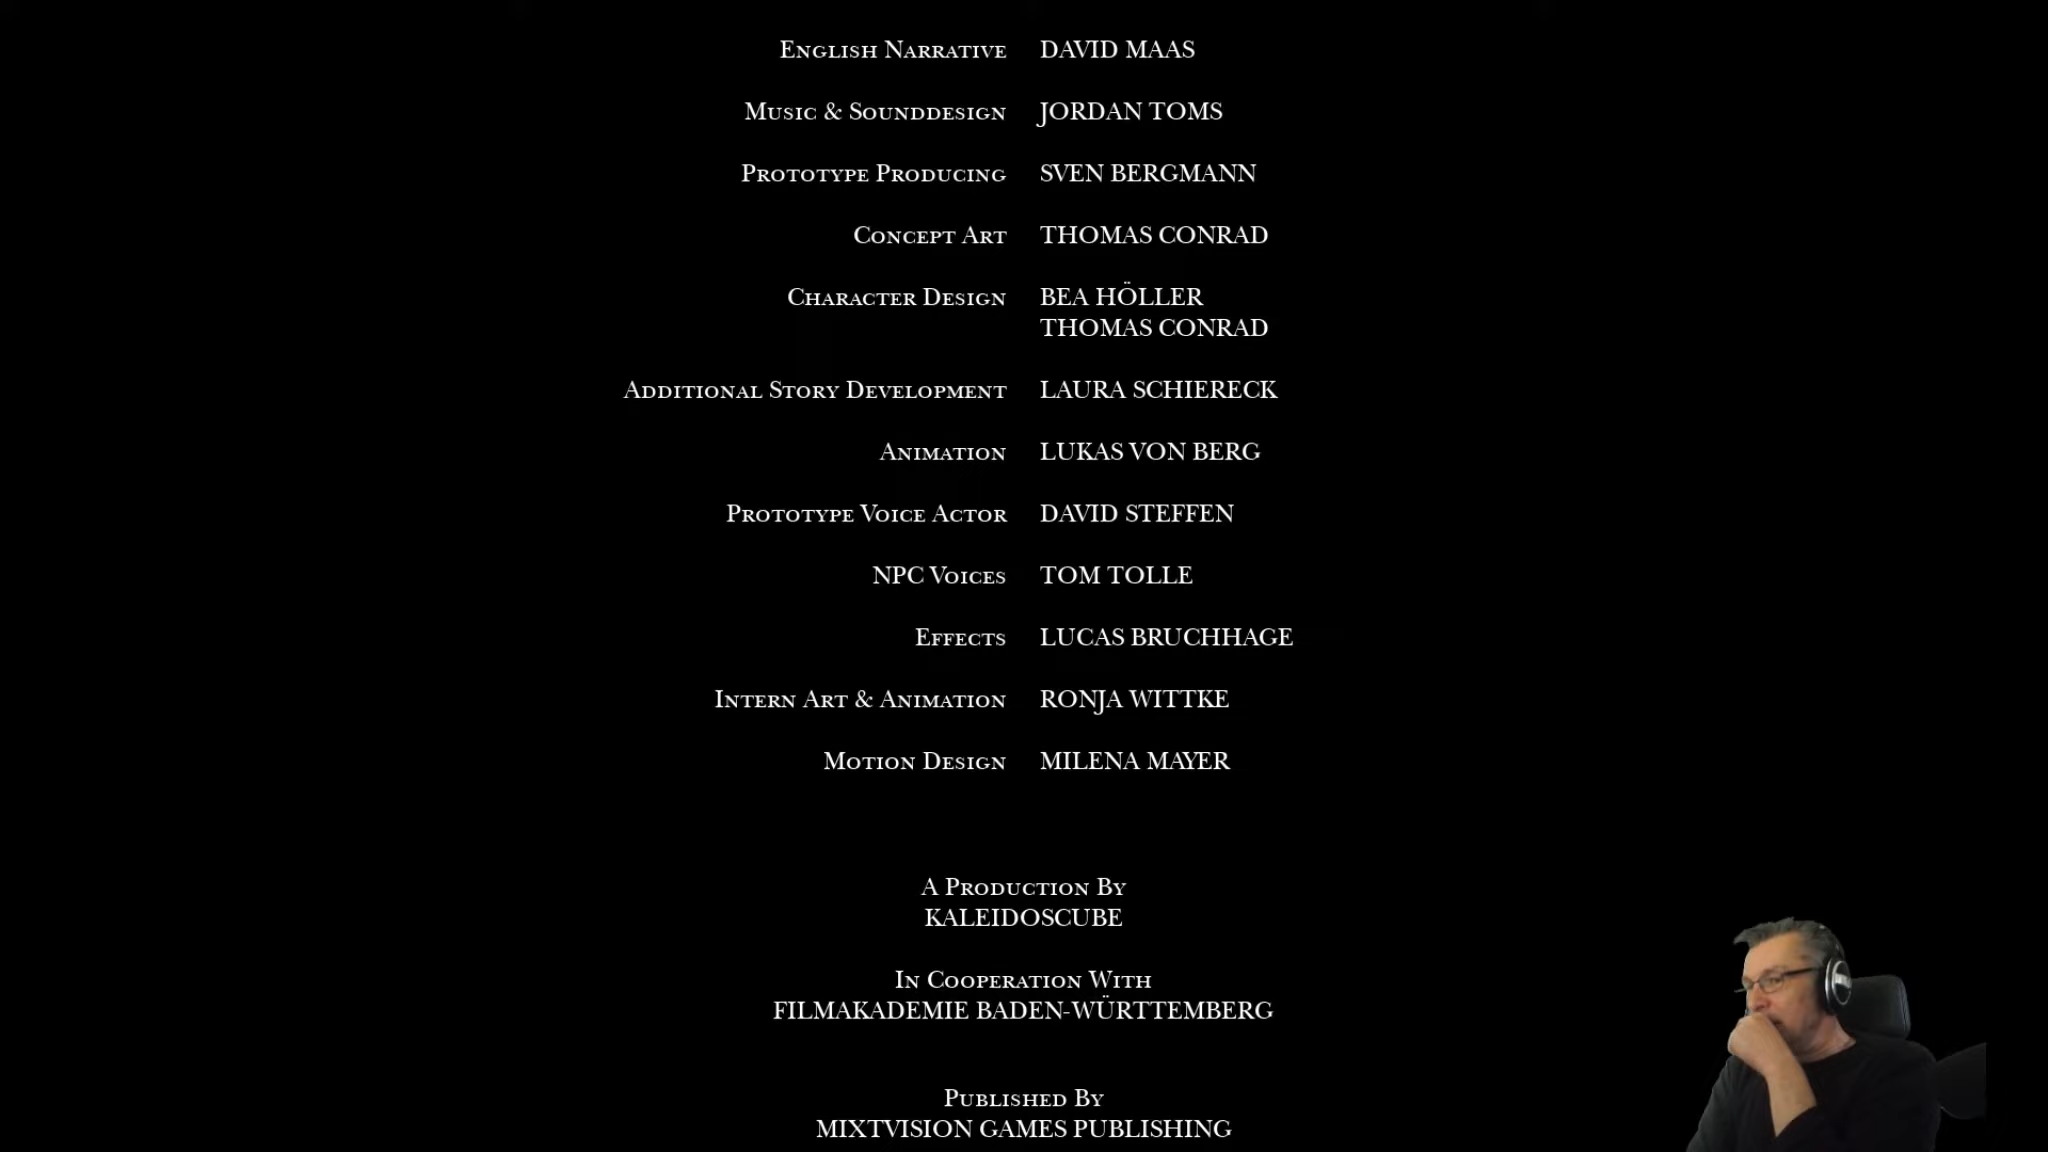 English Narrative DAVID MAAS
Music & Sounddesign JORDAN TOMS
Prototype Producing SVEN BERGMANN
Concept Art THOMAS CONRAD
Character Design BEA HÖLLER
THOMAS CONRAD
Additional Story Development LAURA SCHIERECK
Animation LUKAS VON BERG
Prototype Voice Actor DAVID STEFFEN
NPC Voices TOM TOLLE
Effects LUCAS BRUCHHAGE
Intern Art & Animation RONJA WITTKE
Motion Design MILENA MAYER
A Production By
KALEIDOSCUBE
In Cooperation With
FILMAKADEMIE BADEN-WÜRTTEMBERG
Published By
MIXTVISION GAMES PUBLISHING